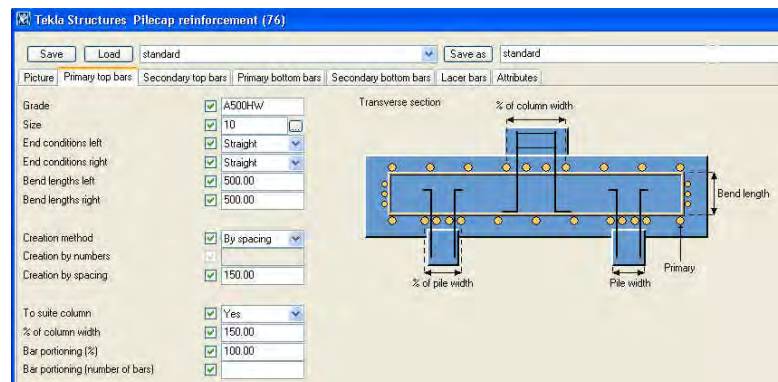 Tekla Structures Pilecap reinforcement (76)
Save Load standard Save as standard
Picture Primary top bars Secondary top bars Primary bottom bars Secondary bottom bars Lacer bars Attributes
Grade A500HW
Size 10 ...
End conditions left Straight
End conditions right Straight
Bend lengths left 500.00
Bend lengths right 500.00
Creation method By spacing
Creation by numbers
Creation by spacing 150.00
To suite column Yes
% of column width 150.00
Bar portioning (%) 100.00
Bar portioning (number of bars)
Transverse section
% of column width
Bend length
Primary
% of pile width
Pile width